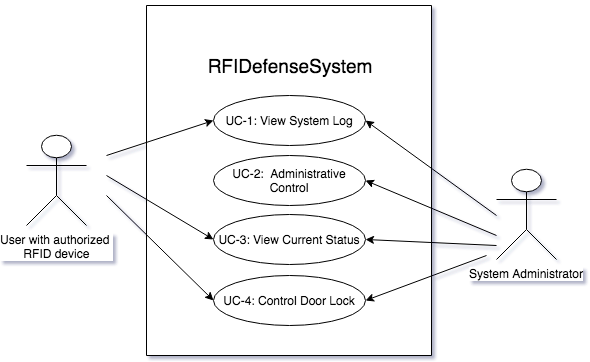 RFIDefenseSystem
UC-1: View System Log
UC-2: Administrative
Control
UC-3: View Current Status
UC-4: Control Door Lock
User with authorized
RFID device
System Administrator